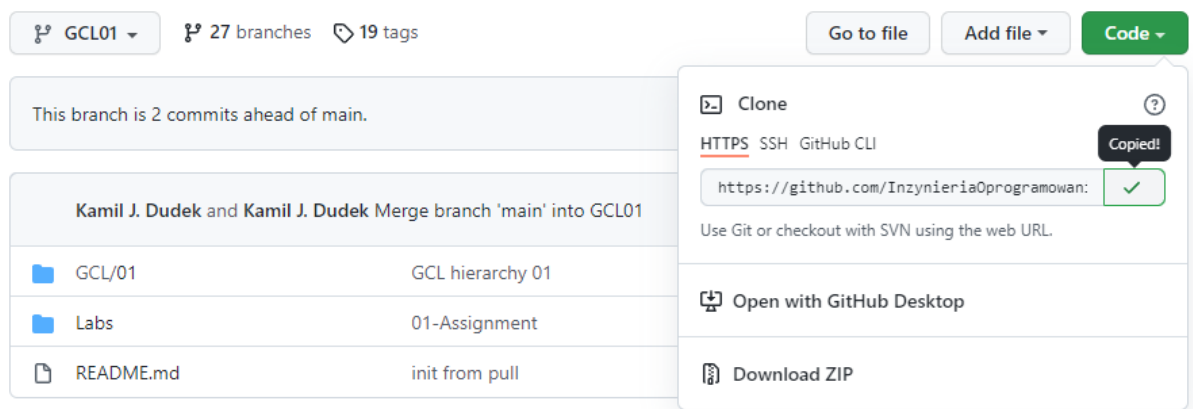 GCL01 27 branches 19 tags Go to file Add file Code
This branch is 2 commits ahead of main.
Kamil J. Dudek and Kamil J. Dudek Merge branch 'main' into GCL01
GCL/01 GCL hierarchy 01
Labs 01-Assignment
README.md init from pull
Clone
HTTPS SSH GitHub CLI
Copied!
https://github.com/InzynieriaOprogramowan:
Use Git or checkout with SVN using the web URL.
Open with GitHub Desktop
Download ZIP